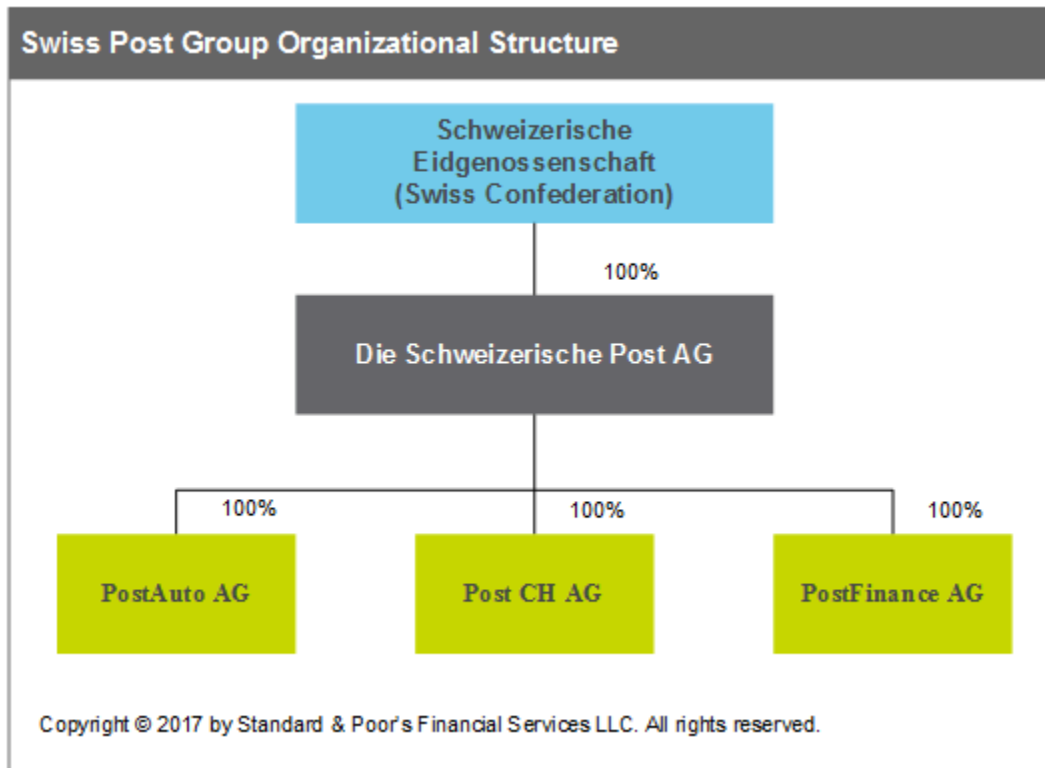 Swiss Post Group Organizational Structure
Schweizerische
Eidgenossenschaft
(Swiss Confederation)
100%
Die Schweizerische Post AG
100%
100%
100%
PostAuto AG
Post CH AG
PostFinance AG
Copyright © 2017 by Standard & Poor's Financial Services LLC. All rights reserved.